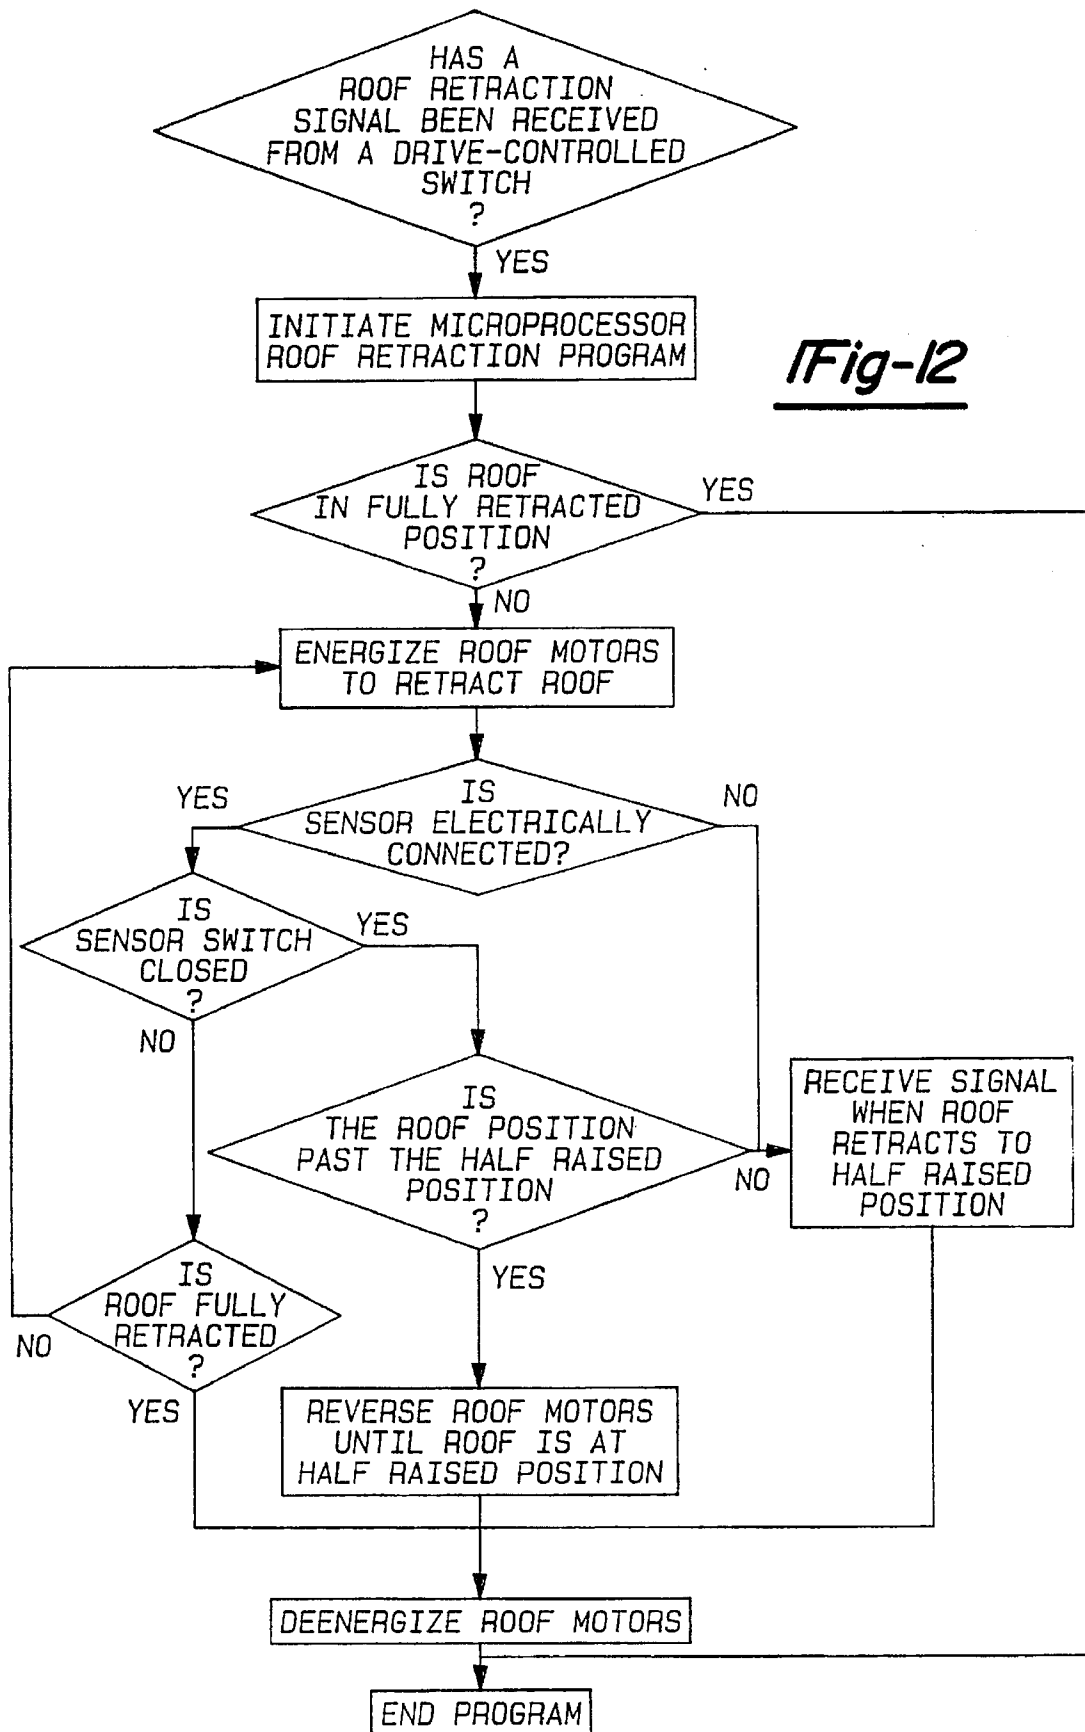 HAS A
ROOF RETRACTION
SIGNAL BEEN RECEIVED
FROM A DRIVE-CONTROLLED
SWITCH
?
YES
INITIATE MICROPROCESSOR
ROOF RETRACTION PROGRAM
Fig-12
IS ROOF
IN FULLY RETRACTED
POSITION
?
YES
NO
ENERGIZE ROOF MOTORS
TO RETRACT ROOF
IS
SENSOR ELECTRICALLY
CONNECTED?
YES
NO
IS
SENSOR SWITCH
CLOSED
?
YES
NO
IS
THE ROOF POSITION
PAST THE HALF RAISED
POSITION
?
NO
YES
RECEIVE SIGNAL
WHEN ROOF
RETRACTS TO
HALF RAISED
POSITION
IS
ROOF FULLY
RETRACTED
?
NO
YES
REVERSE ROOF MOTORS
UNTIL ROOF IS AT
HALF RAISED POSITION
DEENERGIZE ROOF MOTORS
END PROGRAM